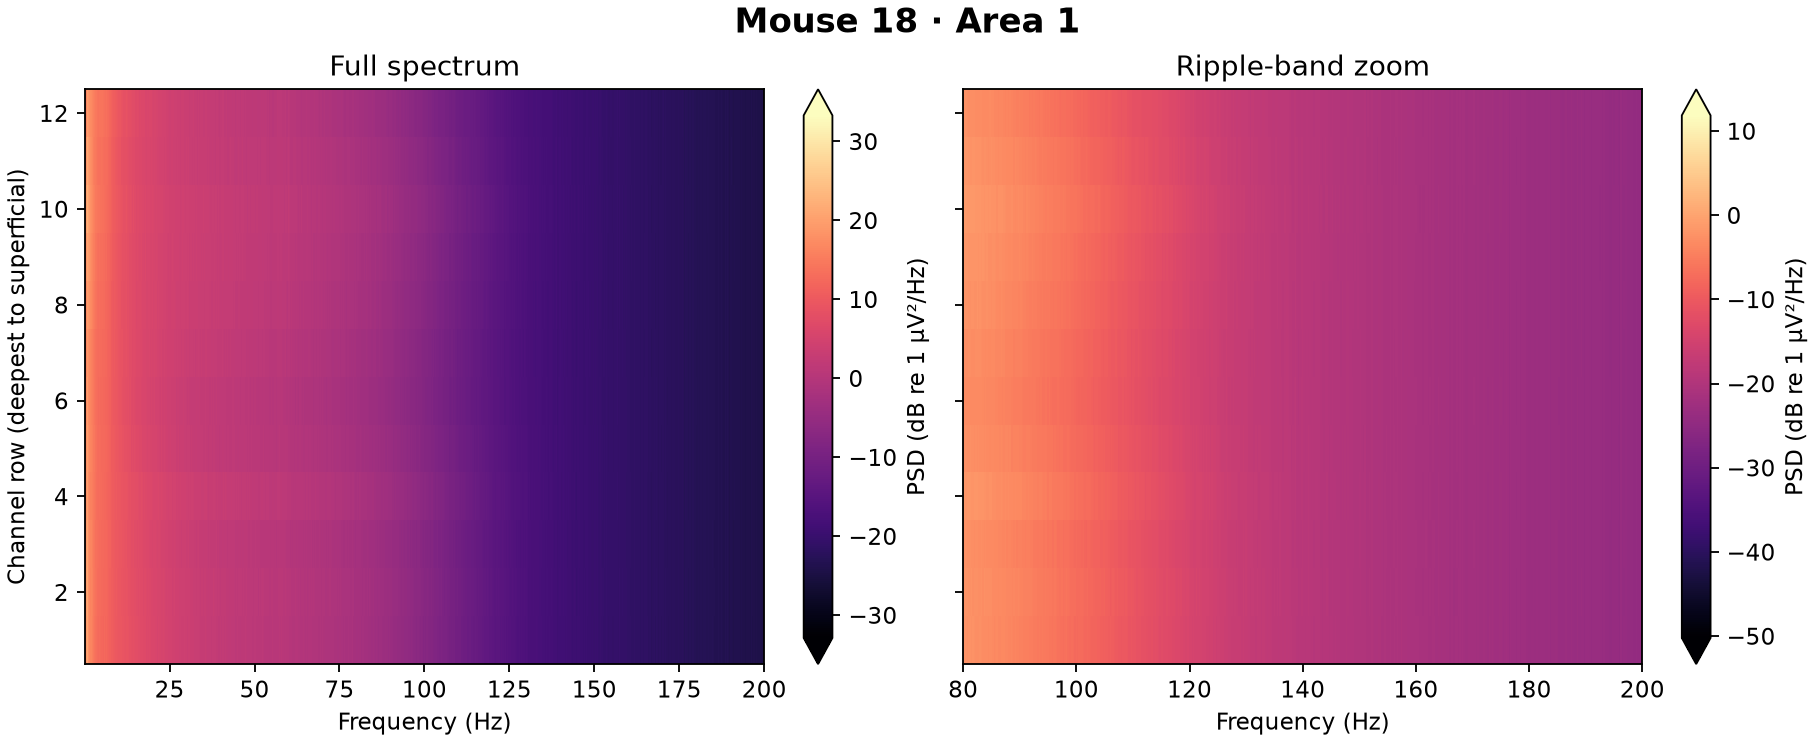 Mouse 18 · Area 1
Full spectrum
Channel row (deepest to superficial)
12
10
8
6
4
2
25 50 75 100 125 150 175 200
Frequency (Hz)
30
20
10
0
−10
−20
−30
PSD (dB re 1 µV²/Hz)
Ripple-band zoom
80 100 120 140 160 180 200
Frequency (Hz)
10
0
−10
−20
−30
−40
−50
PSD (dB re 1 µV²/Hz)